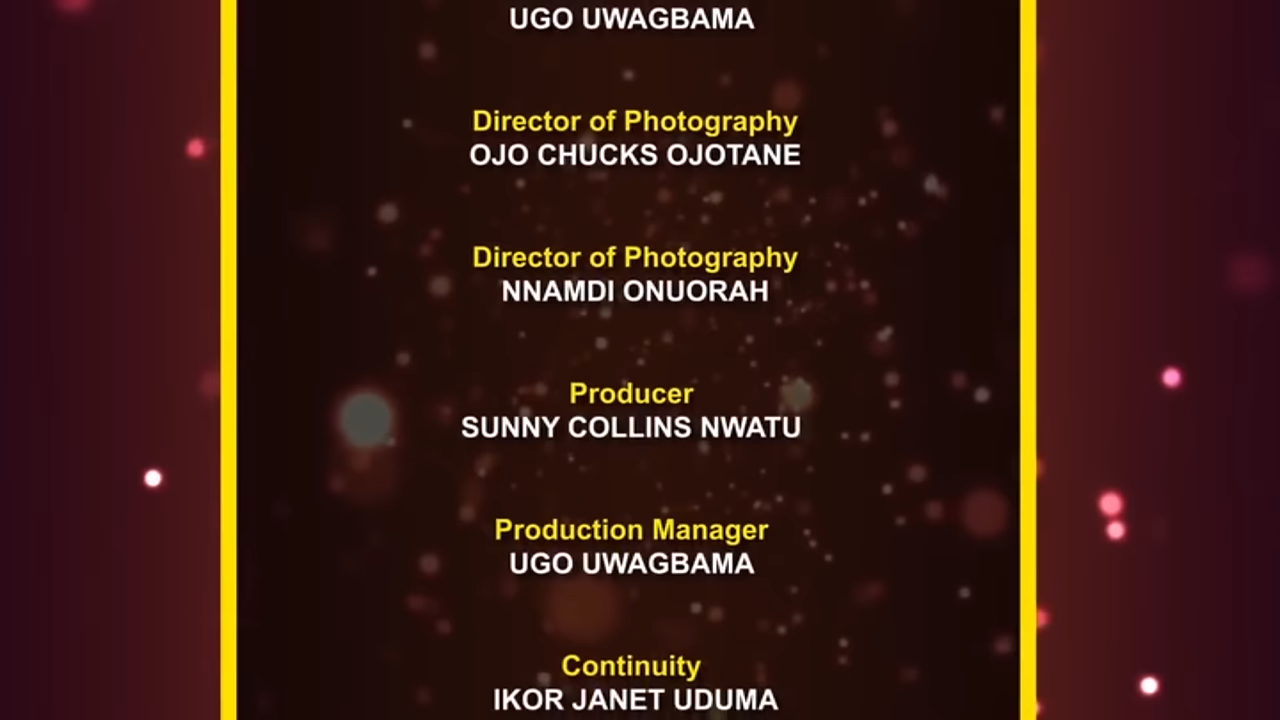 UGO UWAGBAMA
Director of Photography
OJO CHUCKS OJOTANE
Director of Photography
NNAMDI ONUORAH
Producer
SUNNY COLLINS NWATU
Production Manager
UGO UWAGBAMA
Continuity
IKOR JANET UDUMA